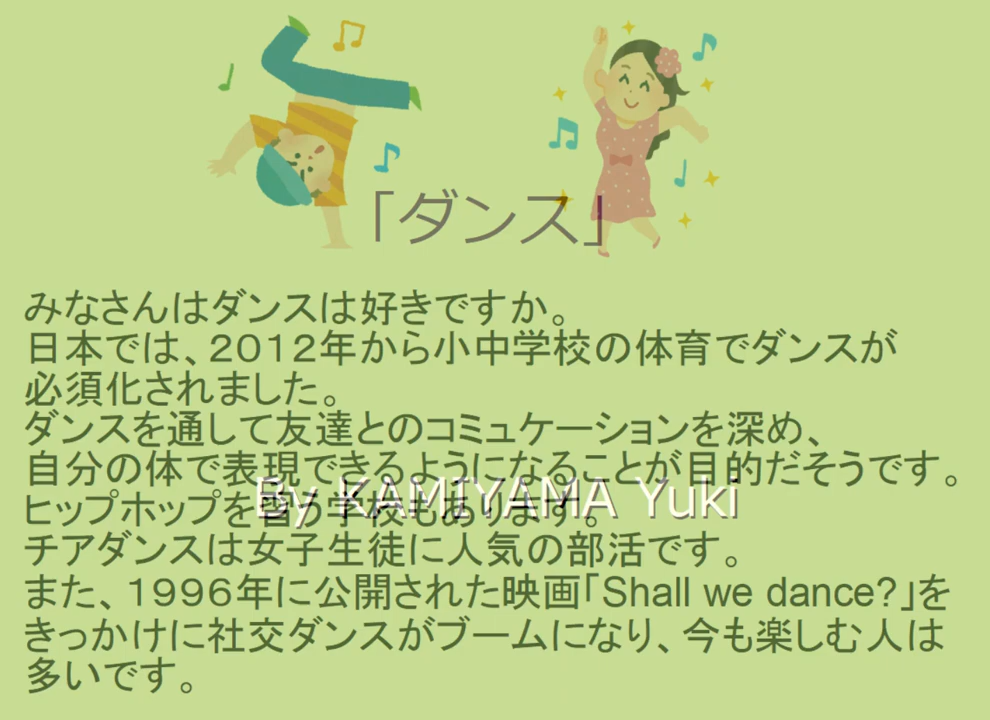 「ダンス」
みなさんはダンスは好きですか。
日本では、2012年から小中学校の体育でダンスが
必須化されました。
ダンスを通して友達とのコミュケーションを深め、
自分の体で表現できるようになることが目的だそうです。
By KAMIYAMA Yuki
ヒップホップを習う学校もあります。
チアダンスは女子生徒に人気の部活です。
また、1996年に公開された映画「Shall we dance?」を
きっかけに社交ダンスがブームになり、今も楽しむ人は
多いです。